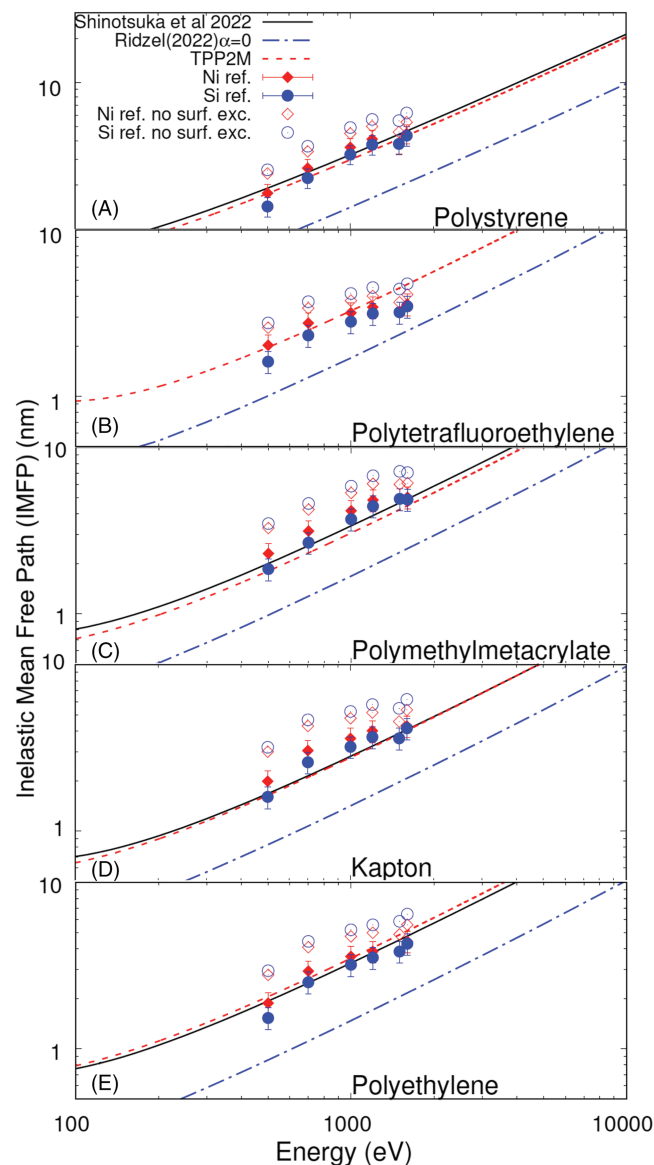 Shinotsuka et al 2022
Ridzel(2022)α=0
TPP2M
Ni ref.
Si ref.
Ni ref. no surf. exc.
Si ref. no surf. exc.
10
(A)
Polystyrene
10
1
(B)
Polytetrafluoroethylene
10
1
(C)
Polymethylmetacrylate
10
1
(D)
Kapton
10
1
(E)
Polyethylene
100
1000
10000
Energy (eV)
Inelastic Mean Free Path (IMFP) (nm)